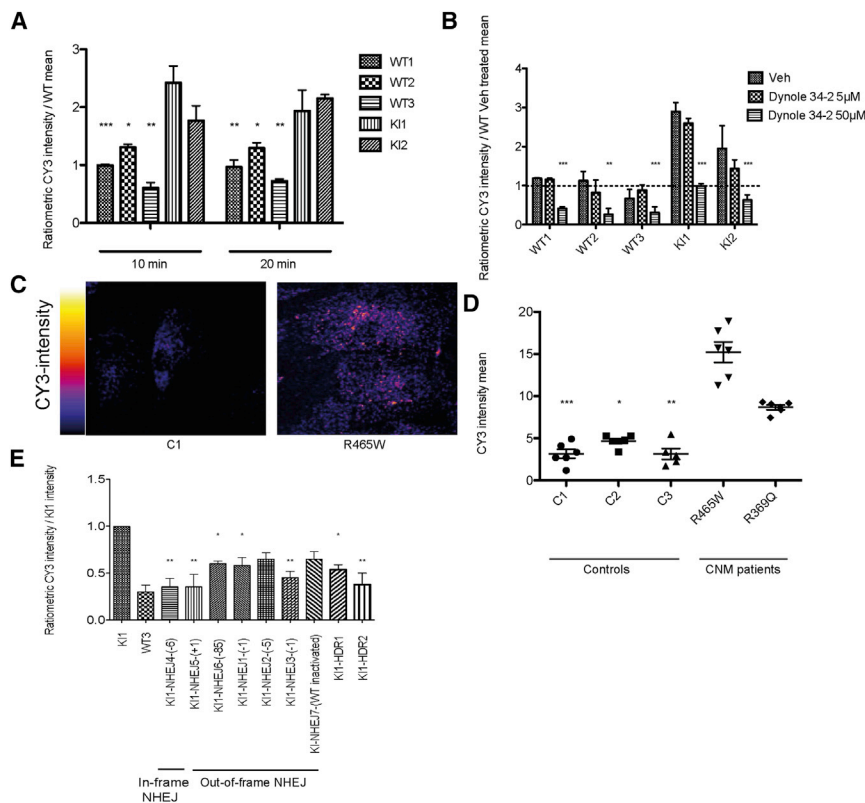 A
Ratiometric CY3 intensity / WT mean
3
2
1
0
*** * ** ** * **
10 min
20 min
WT1
WT2
WT3
KI1
KI2
B
Ratiometric CY3 intensity / WT Veh treated mean
4
3
2
1
0
*** ** *** *** ***
WT1
WT2
WT3
KI1
KI2
Veh
Dynole 34-2 5µM
Dynole 34-2 50µM
C
CY3-intensity
C1
R465W
D
CY3 intensity mean
20
15
10
5
0
*** * **
C1
C2
C3
R465W
R369Q
Controls
CNM patients
E
Ratiometric CY3 intensity / KI1 intensity
1.5
1.0
0.5
0.0
** ** * * ** * **
KI1
WT3
KI1-NHEJ4-(-6)
KI1-NHEJ5-(+1)
KI1-NHEJ6-(-85)
KI1-NHEJ1-(-1)
KI1-NHEJ2-(-5)
KI1-NHEJ3-(-1)
KI-NHEJ7-(WT inactivated)
KI1-HDR1
KI1-HDR2
In-frame
NHEJ
Out-of-frame NHEJ